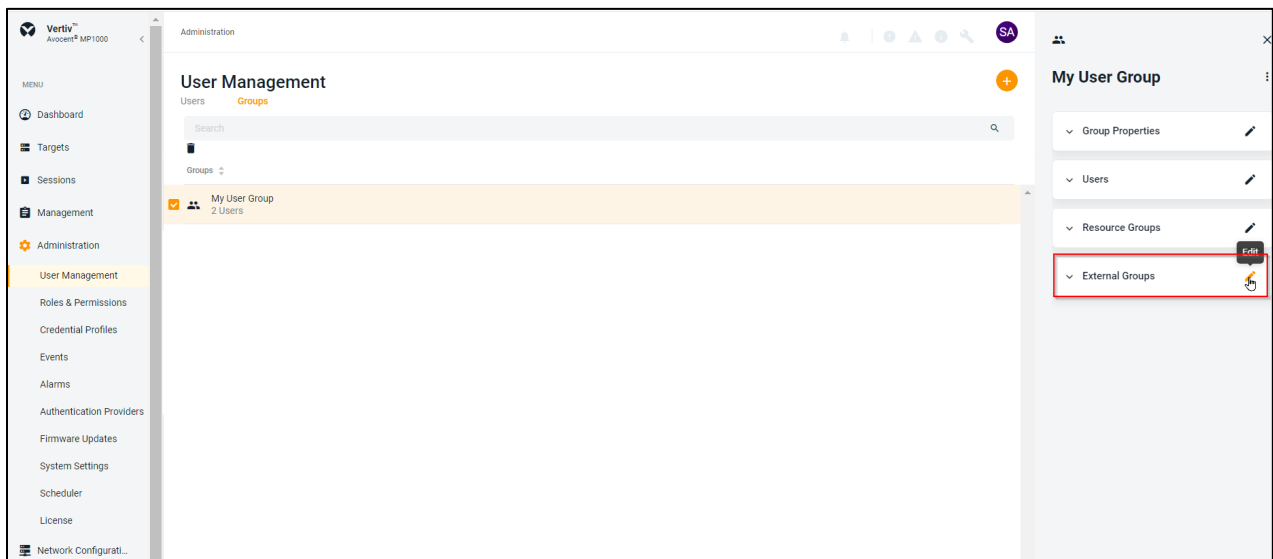 Vertiv™
Avocent® MP1000
MENU
Dashboard
Targets
Sessions
Management
Administration
User Management
Roles & Permissions
Credential Profiles
Events
Alarms
Authentication Providers
Firmware Updates
System Settings
Scheduler
License
Network Configurati...
Administration
SA
User Management
Users Groups
Search
Groups
My User Group
2 Users
My User Group
Group Properties
Users
Resource Groups
Edit
External Groups